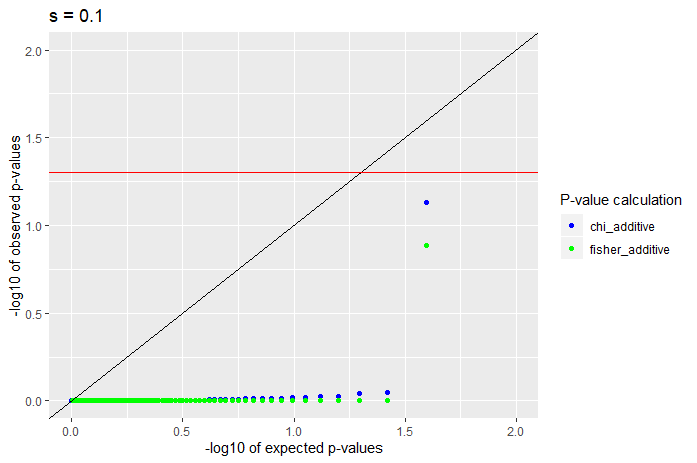 s = 0.1
-log10 of observed p-values
2.0
1.5
1.0
0.5
0.0
0.0
0.5
1.0
1.5
2.0
-log10 of expected p-values
P-value calculation
chi_additive
fisher_additive